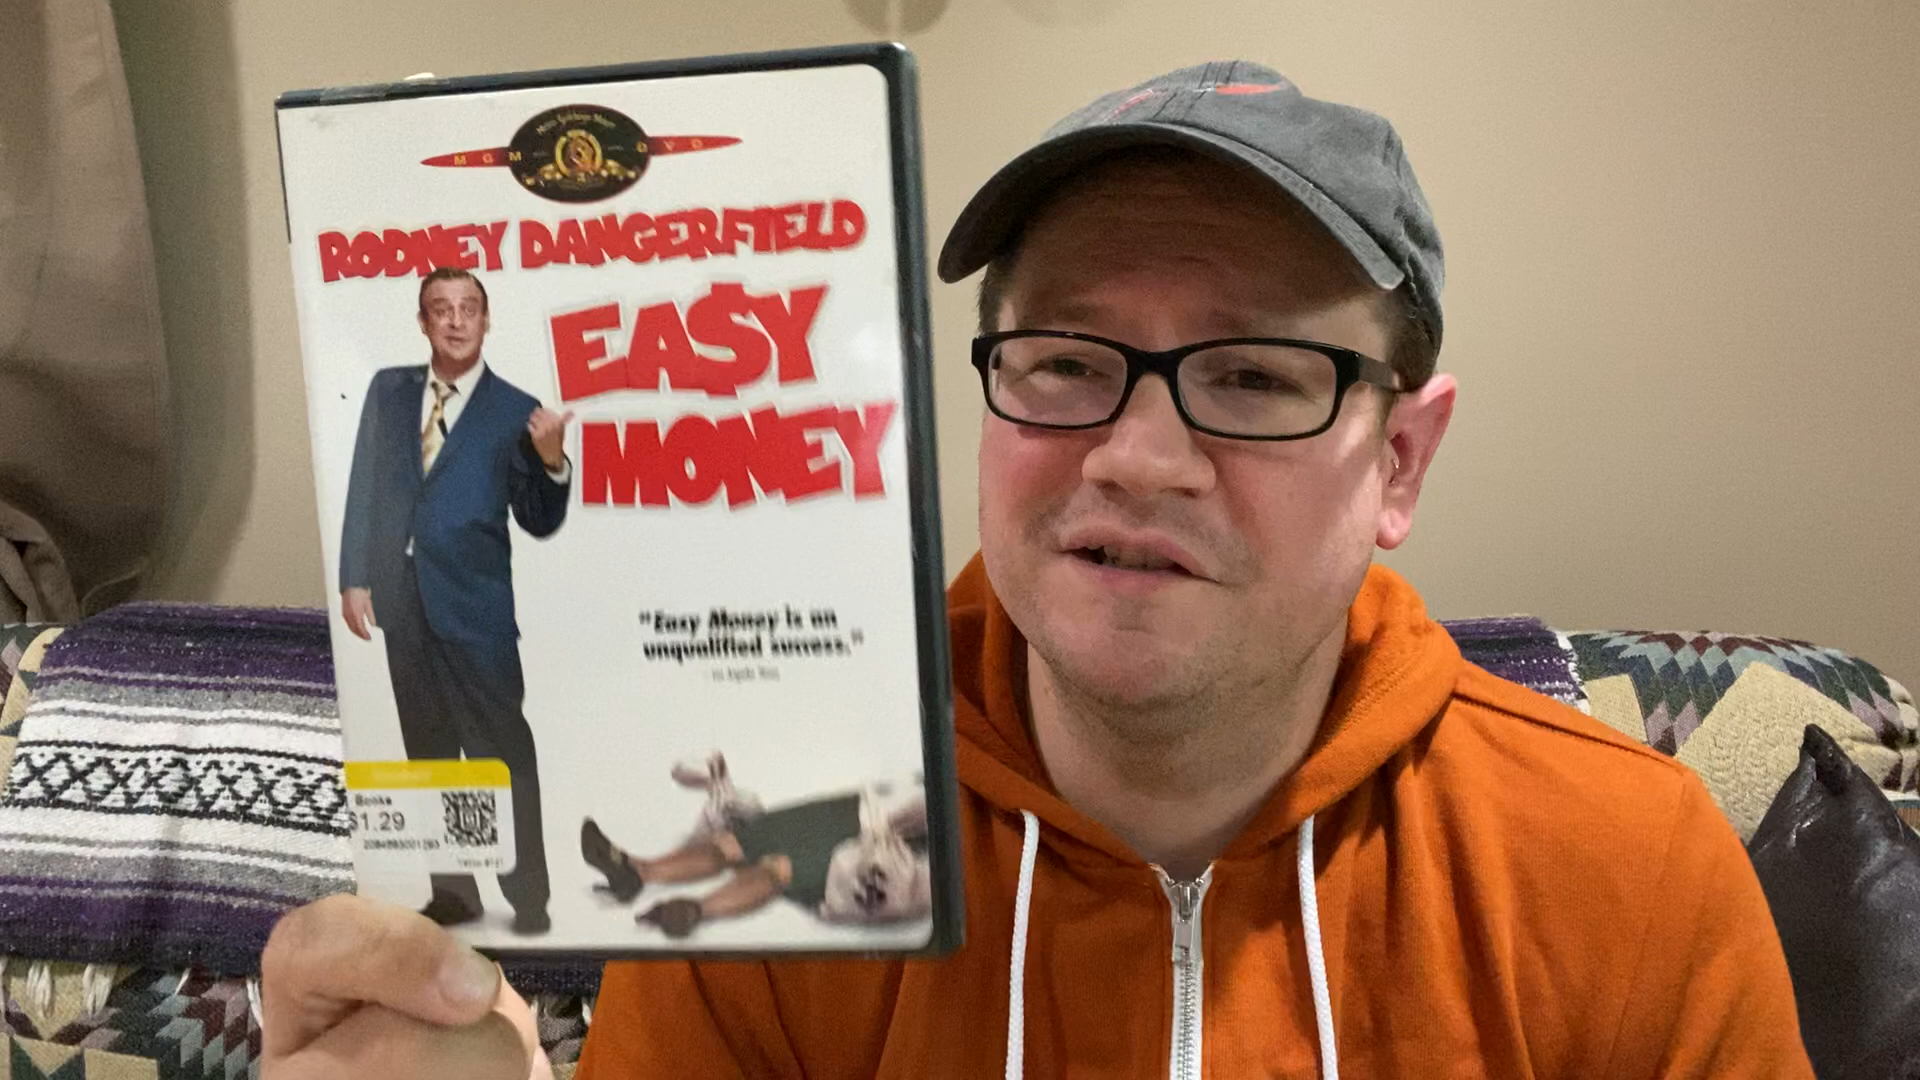 MGM DVD
RODNEY DANGERFIELD
EA$Y
MONEY
"Easy Money is an
unqualified success."
Books
$1.29